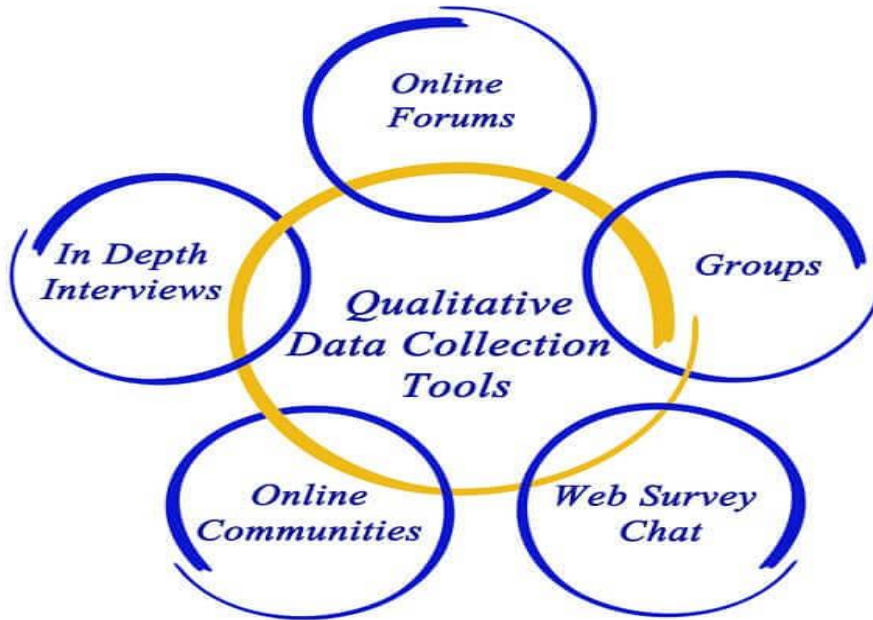 Online
Forums
In Depth
Interviews
Groups
Qualitative
Data Collection
Tools
Online
Communities
Web Survey
Chat